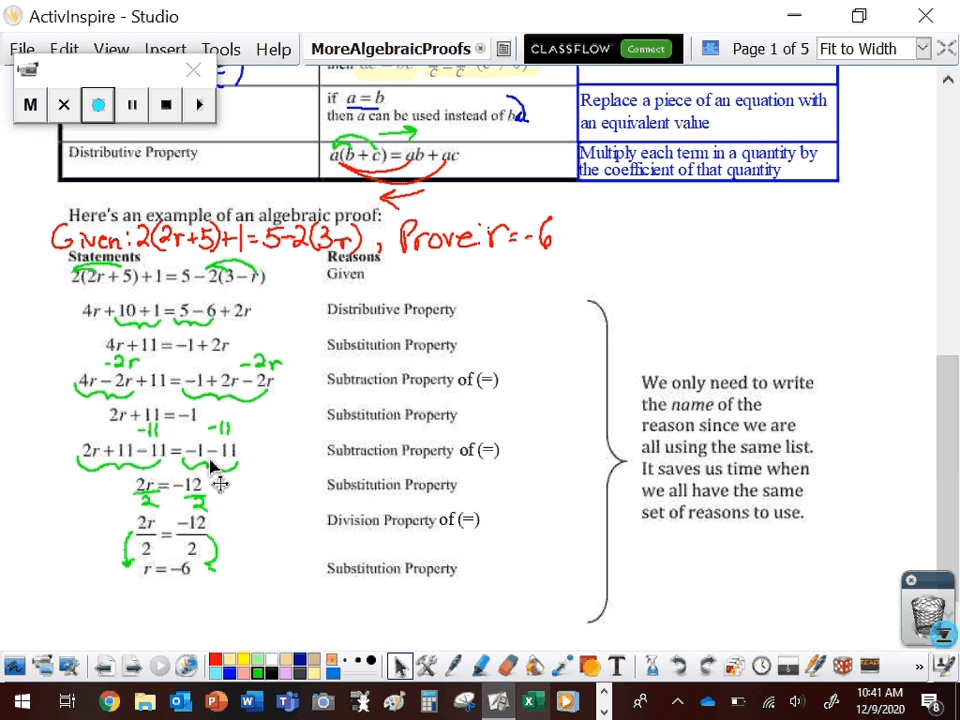 ActivInspire - Studio
File Edit View Insert Tools Help MoreAlgebraicProofs CLASSFLOW Connect Page 1 of 5 Fit to Width
M
if a = b
then a can be used instead of b
Replace a piece of an equation with
an equivalent value
Distributive Property a(b + c) = ab + ac Multiply each term in a quantity by
the coefficient of that quantity
Here's an example of an algebraic proof:
Given: 2(2r+5)+1=5-2(3-r), Prove: r=-6
Statements Reasons
2(2r + 5) + 1 = 5 − 2(3 − r) Given
4r + 10 + 1 = 5 − 6 + 2r Distributive Property
4r + 11 = −1 + 2r Substitution Property
-2r -2r
4r − 2r + 11 = −1 + 2r − 2r Subtraction Property of (=)
2r + 11 = −1 Substitution Property
-11 -11
2r + 11 − 11 = −1 − 11 Subtraction Property of (=)
2r = −12 Substitution Property
2 2
2r/2 = −12/2 Division Property of (=)
r = −6 Substitution Property
We only need to write
the name of the
reason since we are
all using the same list.
It saves us time when
we all have the same
set of reasons to use.
10:41 AM
12/9/2020
8